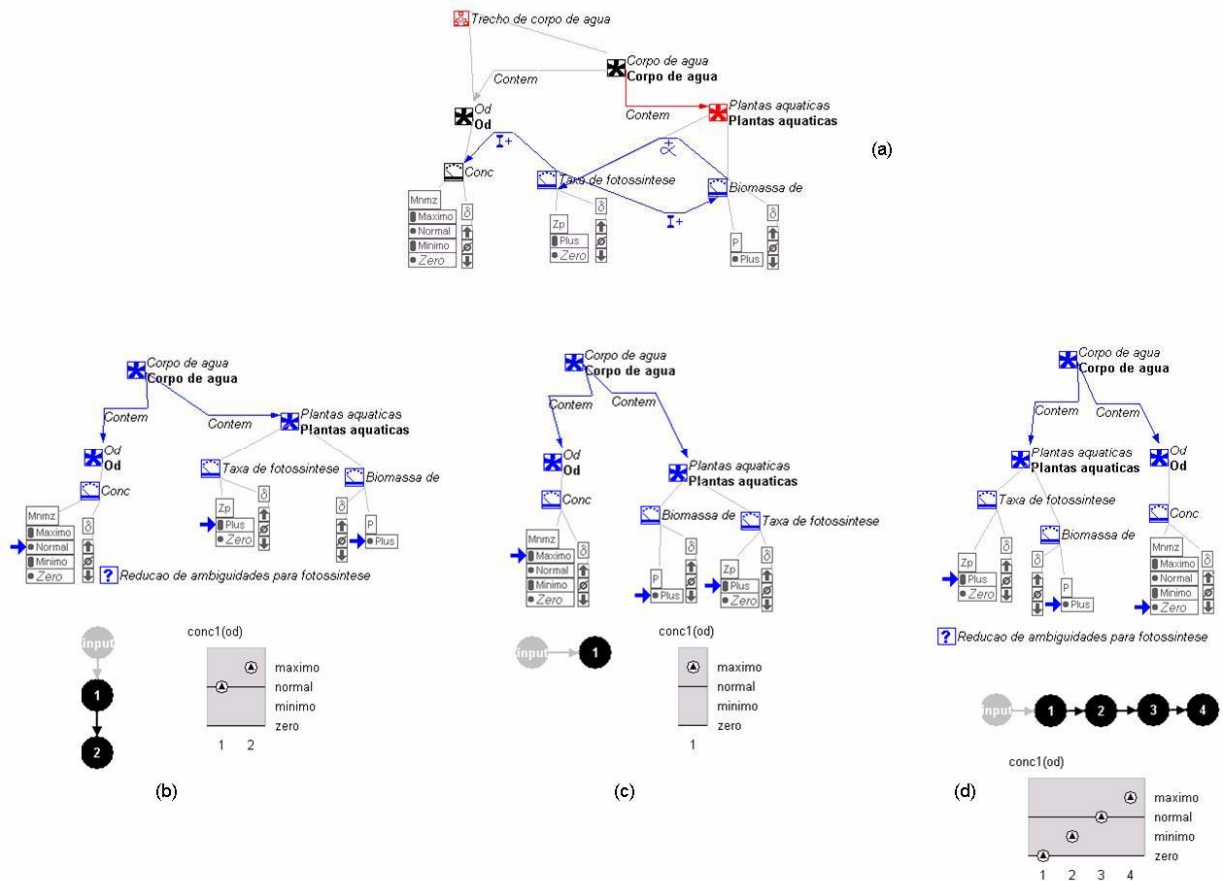 Trecho de corpo de agua
Corpo de agua
Corpo de agua
Contem
Plantas aquaticas
Plantas aquaticas
Contem
Od
Od
I+
+
α
(a)
Conc
Taxa de fotossintese
Biomassa de
I+
Mnmz
δ
Maximo
Normal
Minimo
Zero
Zp
δ
Plus
Zero
P
δ
Plus
Corpo de agua
Corpo de agua
Contem
Contem
Plantas aquaticas
Plantas aquaticas
Od
Od
Taxa de fotossintese
Biomassa de
Conc
Mnmz
δ
Maximo
Normal
Minimo
Zero
Zp
δ
Plus
Zero
δ
P
Plus
? Reducao de ambiguidades para fotossintese
input
1
2
conc1(od)
maximo
normal
minimo
zero
1 2
(b)
Corpo de agua
Corpo de agua
Contem
Contem
Od
Od
Plantas aquaticas
Plantas aquaticas
Conc
Biomassa de
Taxa de fotossintese
Mnmz
δ
Maximo
Normal
Minimo
Zero
P
δ
Plus
Zp
δ
Plus
Zero
input 1
conc1(od)
maximo
normal
minimo
zero
1
(c)
Corpo de agua
Corpo de agua
Contem
Contem
Plantas aquaticas
Plantas aquaticas
Od
Od
Taxa de fotossintese
Biomassa de
Conc
Zp
δ
Plus
Zero
δ
P
Plus
Mnmz
δ
Maximo
Normal
Minimo
Zero
? Reducao de ambiguidades para fotossintese
input 1 2 3 4
conc1(od)
maximo
normal
minimo
zero
1 2 3 4
(d)